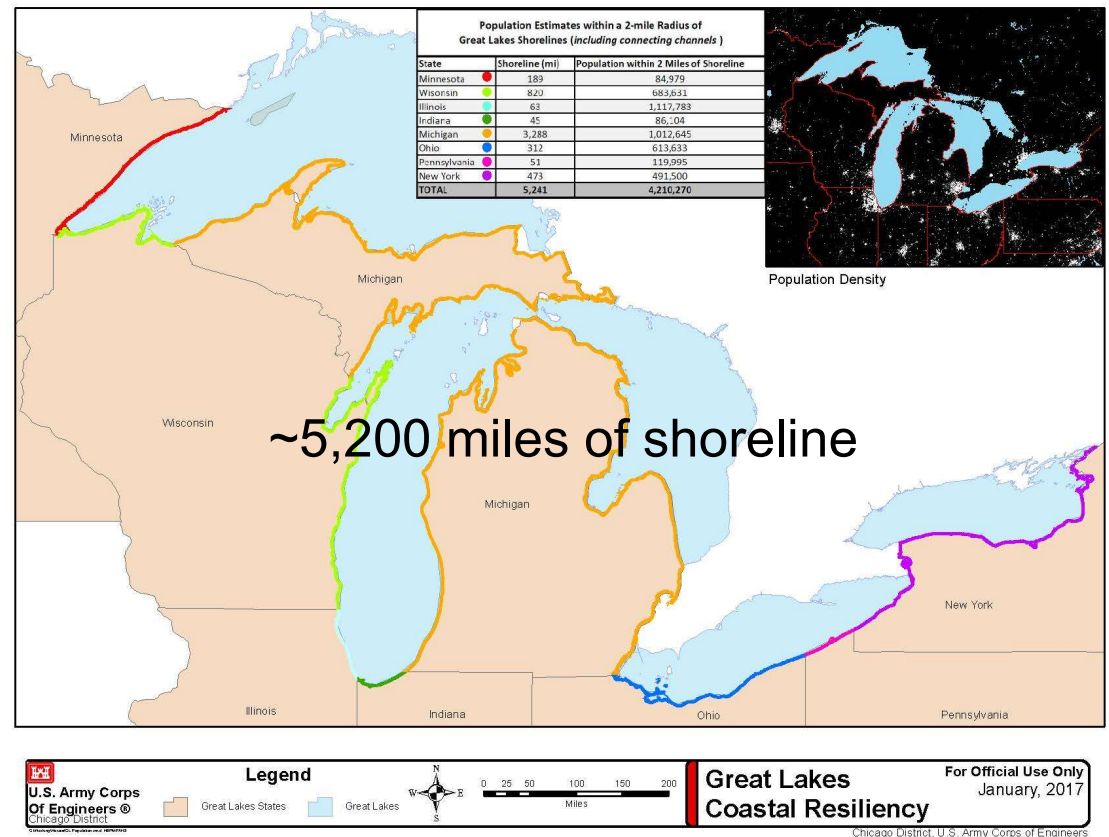 Population Estimates within a 2-mile Radius of
Great Lakes Shorelines (including connecting channels )
State Shoreline (mi) Population within 2 Miles of Shoreline
Minnesota 189 84,979
Wisonsin 820 683,631
Illinois 63 1,117,783
Indiana 45 86,104
Michigan 3,288 1,012,645
Ohio 312 613,633
Pennsylvania 51 119,995
New York 473 491,500
TOTAL 5,241 4,210,270
Population Density
Minnesota
Michigan
Wisconsin
~5,200 miles of shoreline
Michigan
New York
Illinois
Indiana
Ohio
Pennsylvania
U.S. Army Corps
Of Engineers ®
Chicago District
Legend
Great Lakes States
Great Lakes
N
W E
S
0 25 50 100 150 200
Miles
Great Lakes
Coastal Resiliency
For Official Use Only
January, 2017
Chicago District, U.S. Army Corps of Engineers